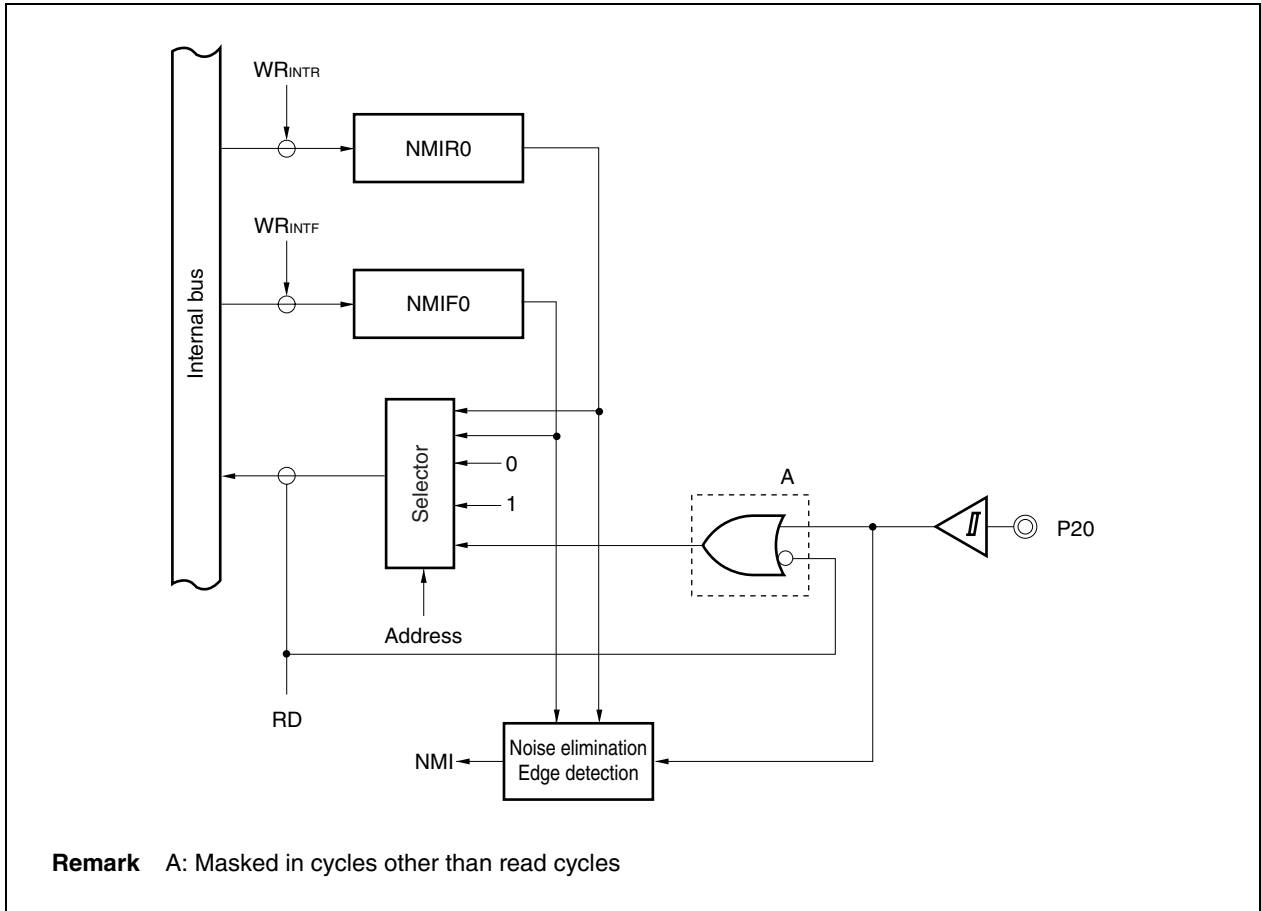 WRINTR
NMIR0
WRINTF
NMIF0
Internal bus
Selector
0
1
A
P20
Address
RD
NMI
Noise elimination
Edge detection
Remark A: Masked in cycles other than read cycles